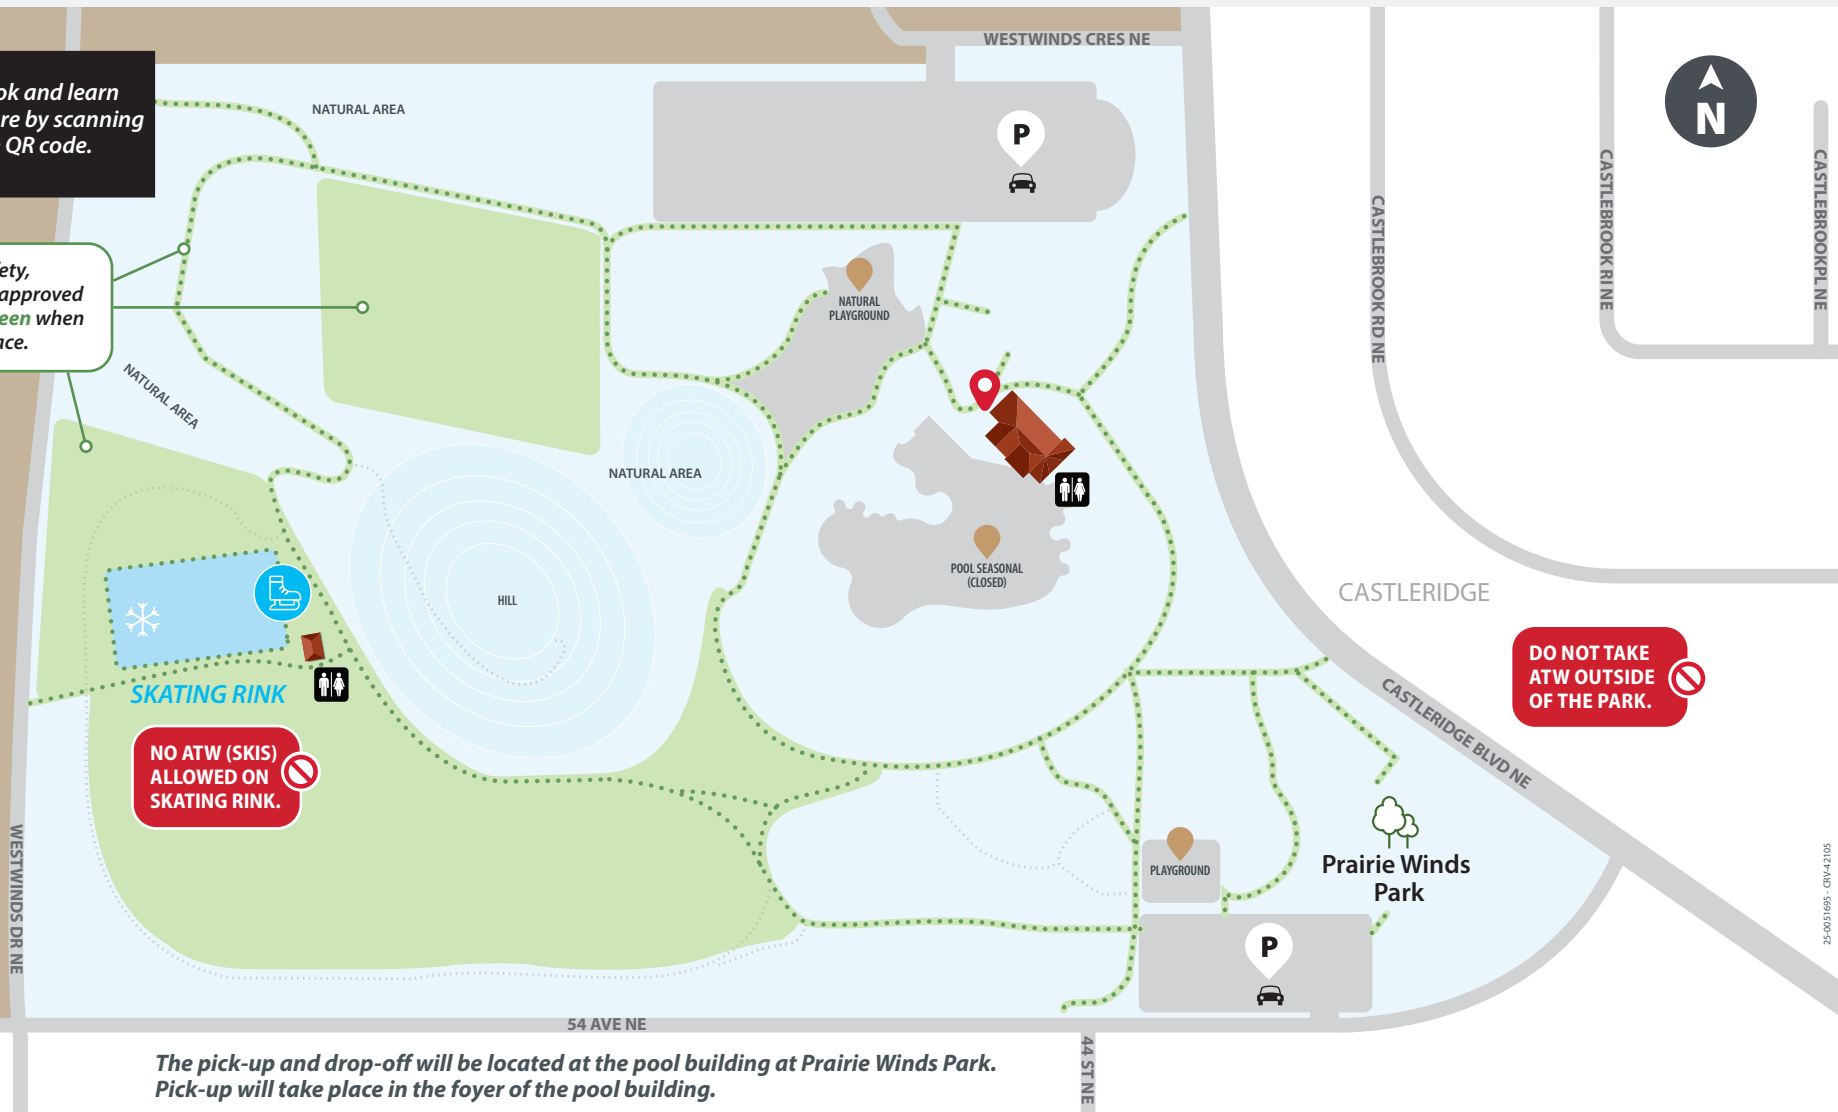 WESTWINDS CRES NE
ok and learn
re by scanning
QR code.
NATURAL AREA
P
N
CASTLEBROOK RD NE
CASTLEBROOK RI NE
CASTLEBROOKPL NE
ety,
approved
een when
ace.
NATURAL AREA
NATURAL
PLAYGROUND
NATURAL AREA
POOL SEASONAL
(CLOSED)
HILL
CASTLERIDGE
DO NOT TAKE
ATW OUTSIDE
OF THE PARK.
SKATING RINK
NO ATW (SKIS)
ALLOWED ON
SKATING RINK.
CASTLERIDGE BLVD NE
WESTWINDS DR NE
PLAYGROUND
Prairie Winds
Park
25-0051695 - CRV-42105
P
54 AVE NE
44 ST NE
The pick-up and drop-off will be located at the pool building at Prairie Winds Park.
Pick-up will take place in the foyer of the pool building.